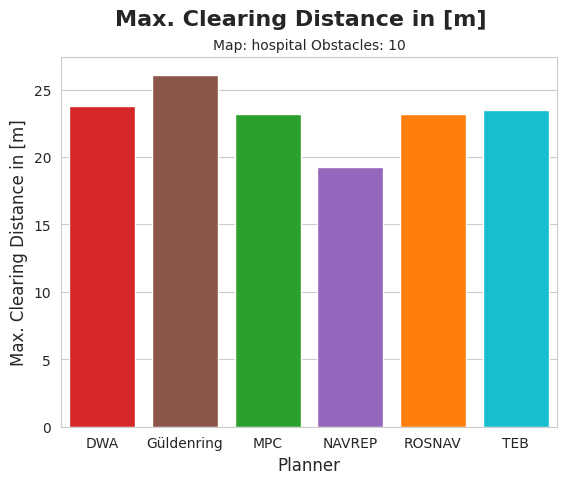 Max. Clearing Distance in [m]
Map: hospital Obstacles: 10
Max. Clearing Distance in [m]
25
20
15
10
5
0
DWA Güldenring MPC NAVREP ROSNAV TEB
Planner